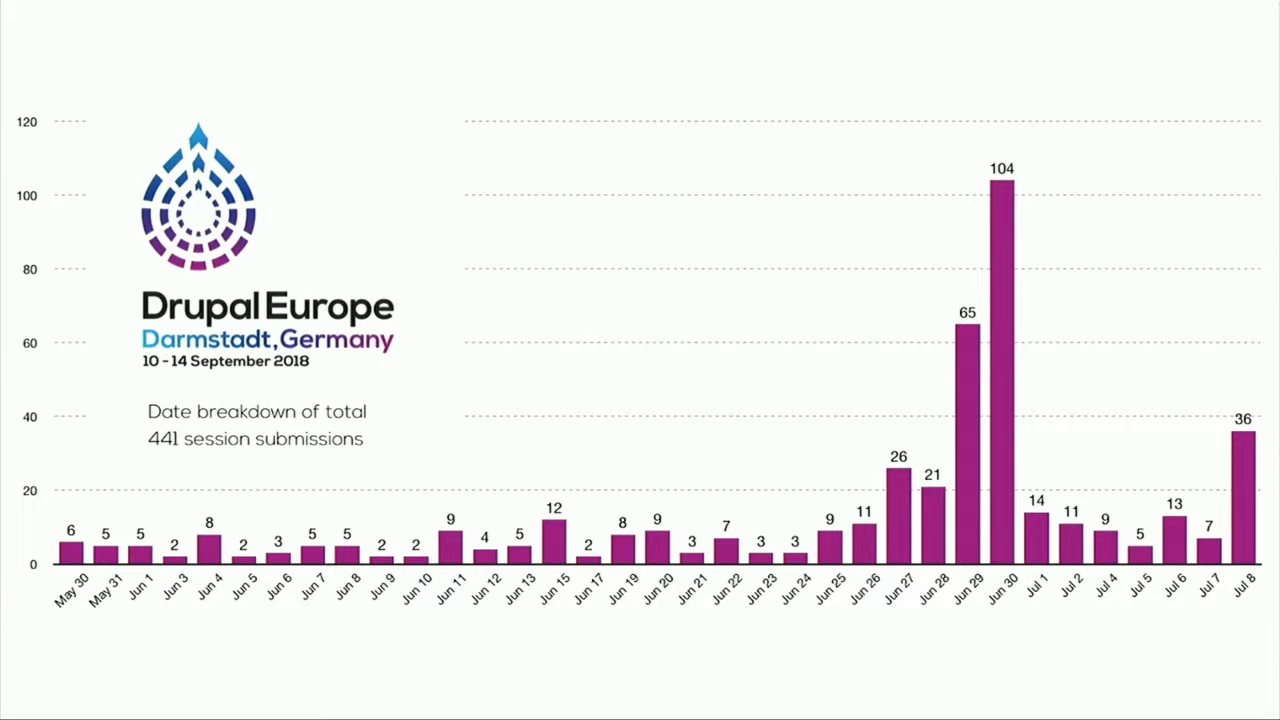 120
100
80
60
40
20
0
Drupal Europe
Darmstadt, Germany
10 - 14 September 2018
Date breakdown of total
441 session submissions
6 5 5 2 8 2 3 5 5 2 2 9 4 5 12 2 8 9 3 7 3 3 9 11 26 21 65 104 14 11 9 5 13 7 36
May 30 May 31 Jun 1 Jun 3 Jun 4 Jun 5 Jun 6 Jun 7 Jun 8 Jun 9 Jun 10 Jun 11 Jun 12 Jun 13 Jun 15 Jun 17 Jun 19 Jun 20 Jun 21 Jun 22 Jun 23 Jun 24 Jun 25 Jun 26 Jun 27 Jun 28 Jun 29 Jun 30 Jul 1 Jul 2 Jul 4 Jul 5 Jul 6 Jul 7 Jul 8